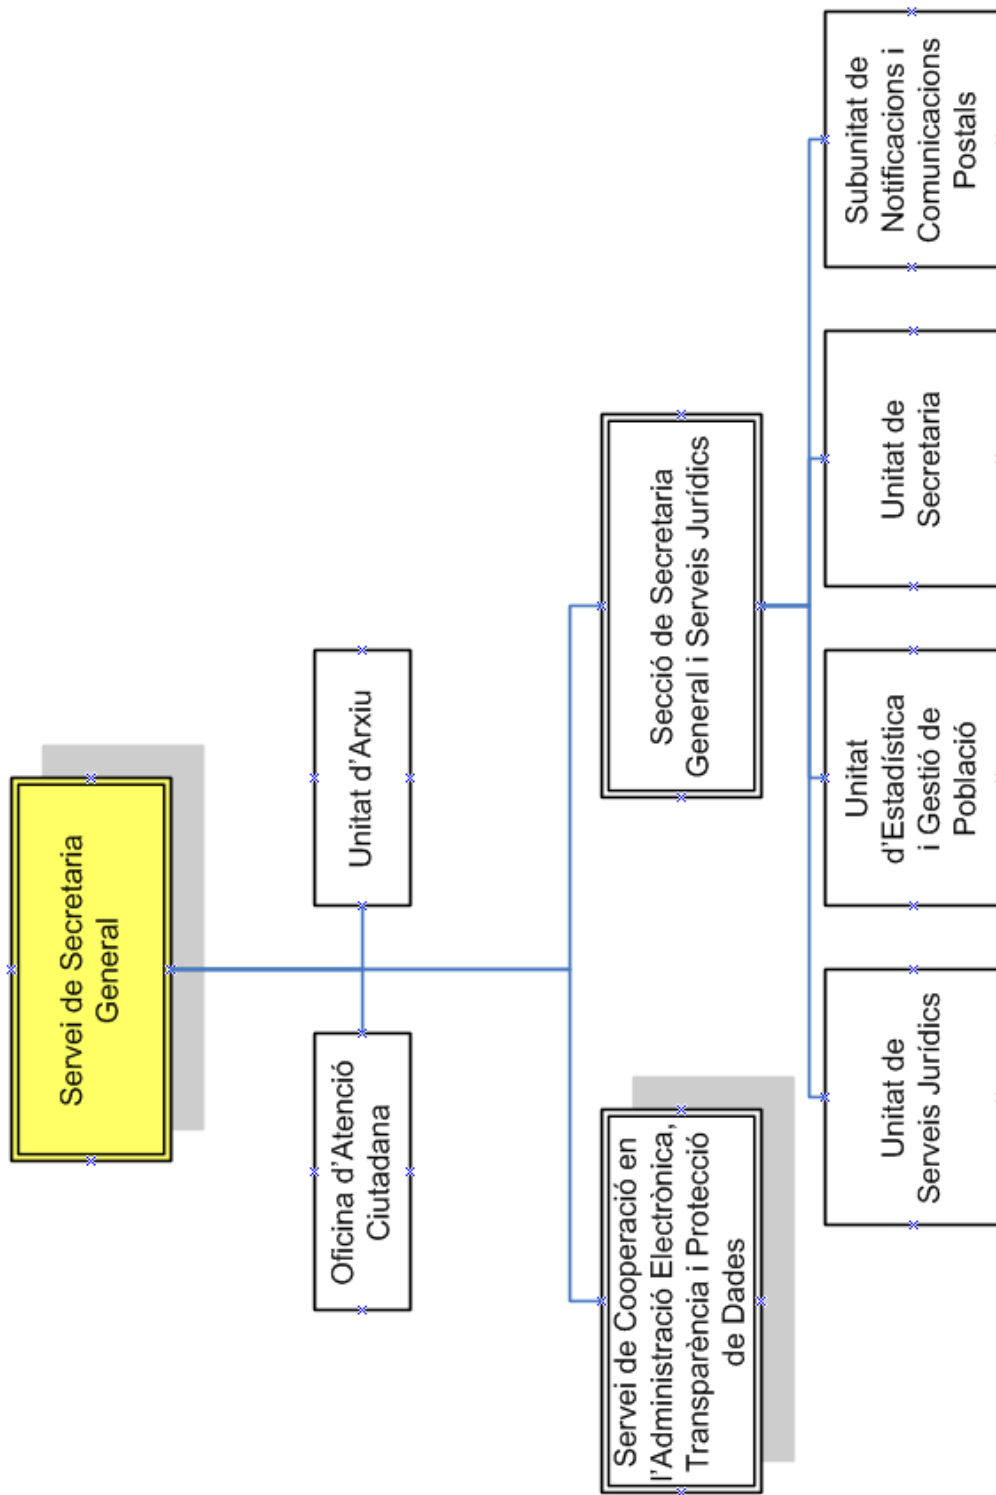 Servei de Secretaria
General
Oficina d'Atenció
Ciutadana
Unitat d'Arxiu
Servei de Cooperació en
l'Administració Electrònica,
Transparència i Protecció
de Dades
Secció de Secretaria
General i Serveis Jurídics
Unitat de
Serveis Jurídics
Unitat
d'Estadística
i Gestió de
Població
Unitat de
Secretaria
Subunitat de
Notificacions i
Comunicacions
Postals